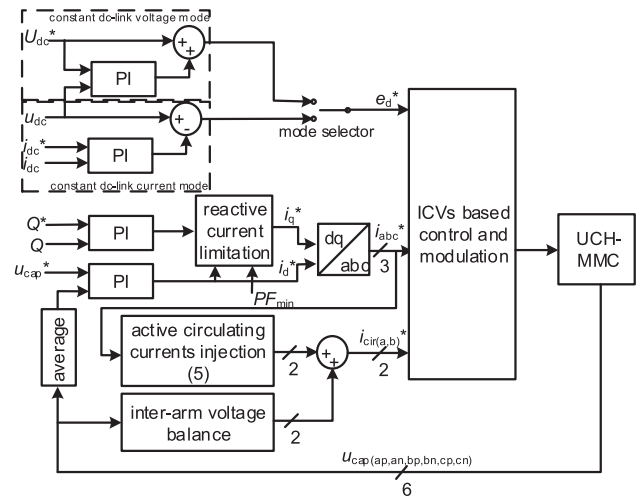 constant dc-link voltage mode
U_dc*
+
+
PI
u_dc
+
-
i_dc*
i_dc
PI
constant dc-link current mode
mode selector
e_d*
Q*
Q
PI
reactive
current
limitation
i_q*
dq
abc
i_abc*
3
u_cap*
PI
i_d*
PF_min
ICVs based
control and
modulation
UCH-
MMC
average
active circulating
currents injection
(5)
2
+
+
i_cir(a,b)*
2
inter-arm voltage
balance
2
u_cap(ap,an,bp,bn,cp,cn)
6